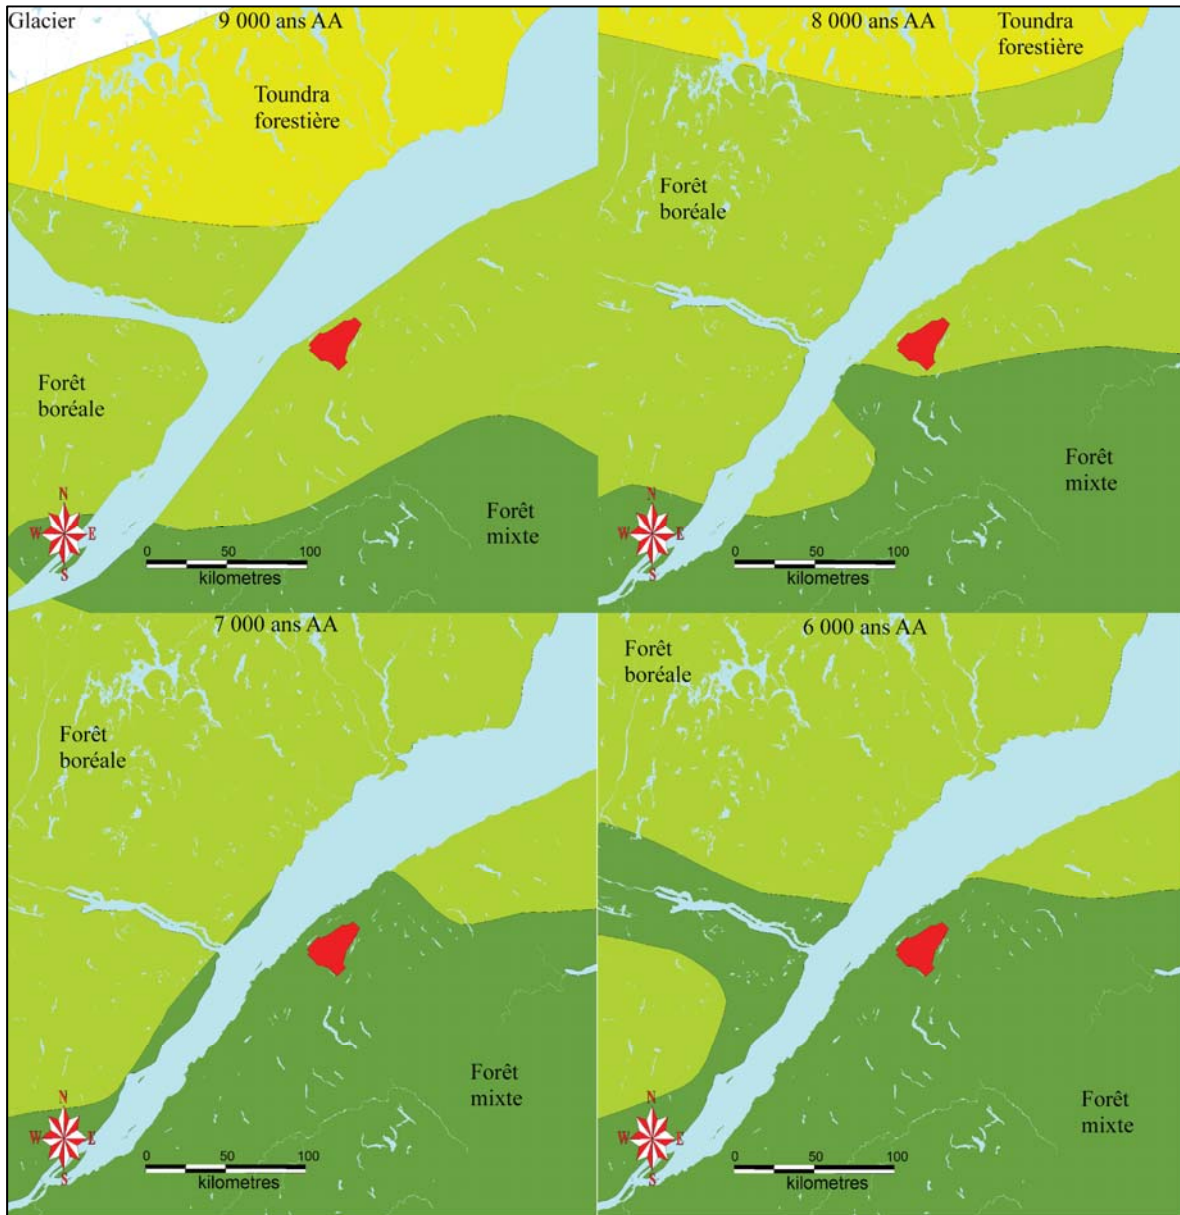 Glacier
9 000 ans AA
Toundra
forestière
Forêt
boréale
Forêt
mixte
N
W E
S
0 50 100
kilometres
8 000 ans AA
Toundra
forestière
Forêt
boréale
Forêt
mixte
N
W E
S
0 50 100
kilometres
7 000 ans AA
Forêt
boréale
Forêt
mixte
N
W E
S
0 50 100
kilometres
6 000 ans AA
Forêt
boréale
Forêt
mixte
N
W E
S
0 50 100
kilometres